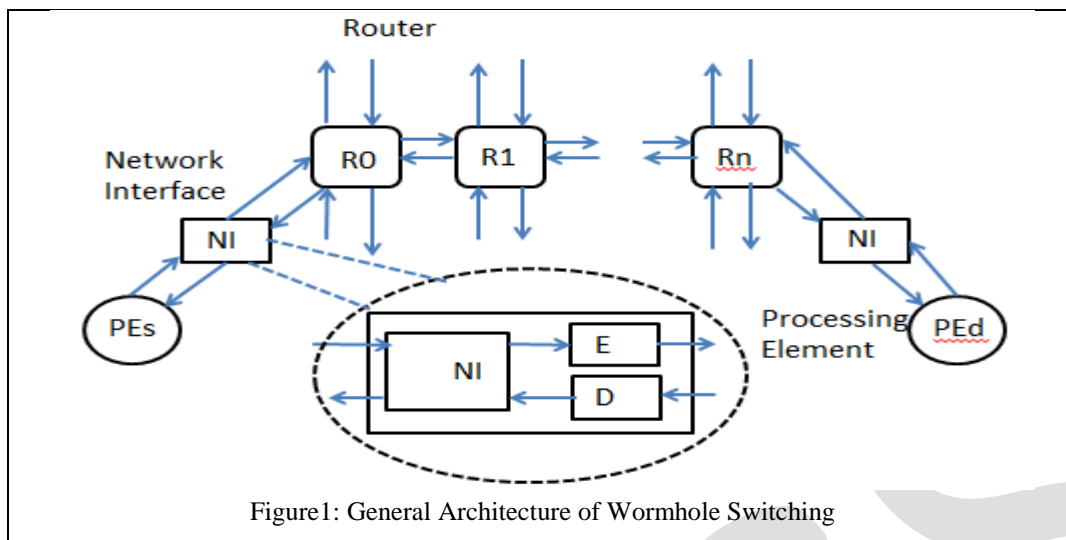 Router
R0
R1
Rn
Network
Interface
NI
NI
PEs
Processing
Element
PEd
NI
E
D
Figure1: General Architecture of Wormhole Switching